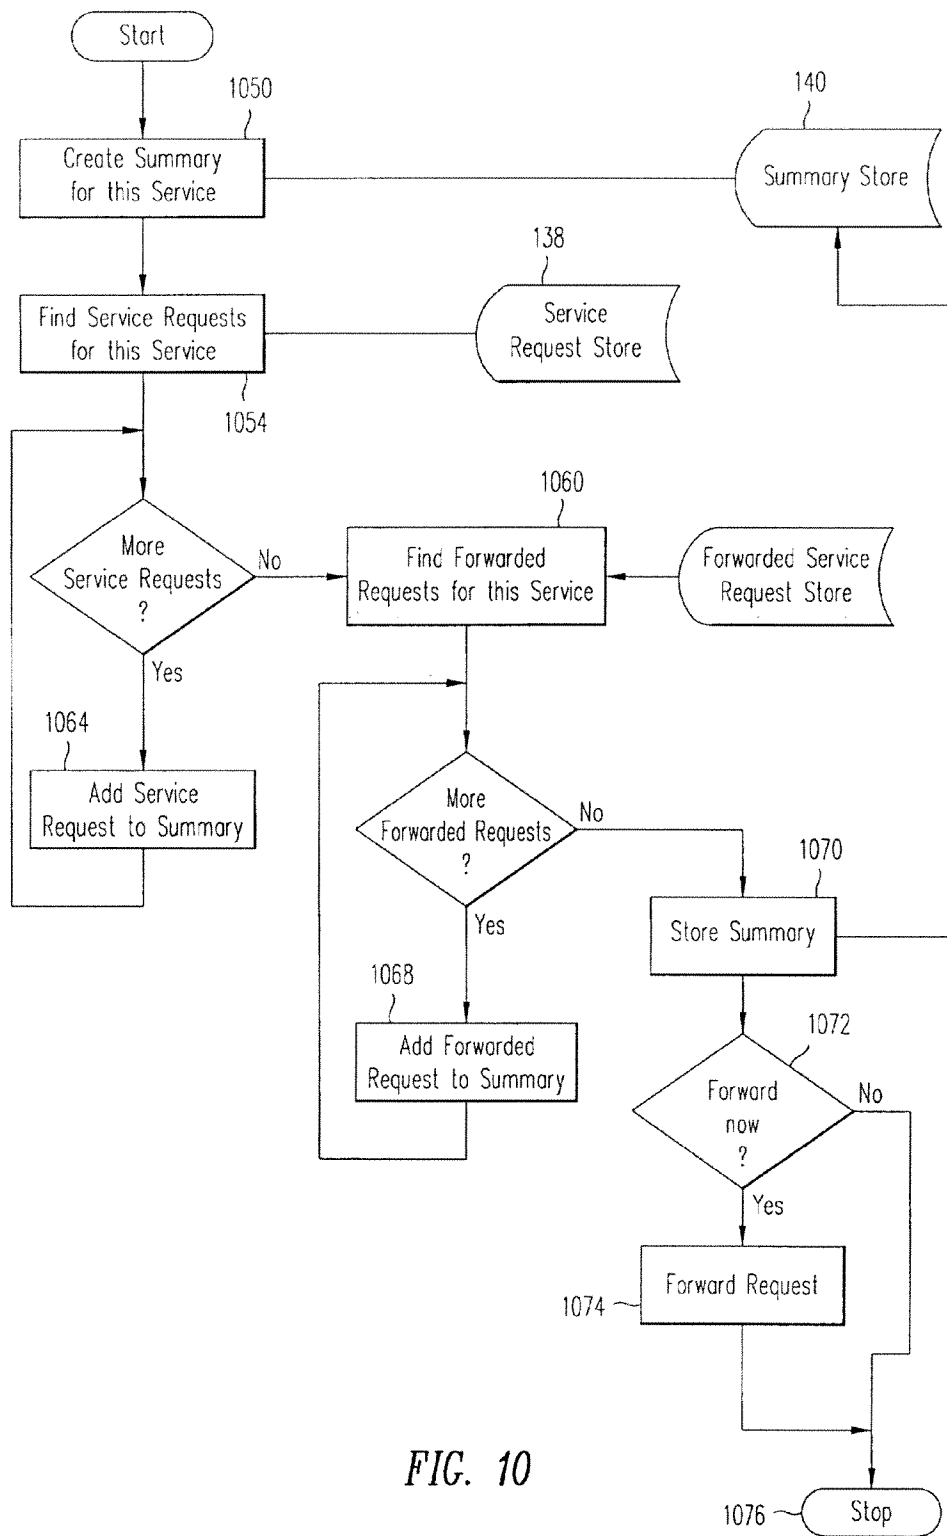 Start
1050
Create Summary
for this Service
140
Summary Store
138
Service
Request Store
Find Service Requests
for this Service
1054
1060
Find Forwarded
Requests for this Service
Forwarded Service
Request Store
More
Service Requests
?
No
Yes
1064
Add Service
Request to Summary
More
Forwarded Requests
?
No
Yes
1070
Store Summary
1068
Add Forwarded
Request to Summary
1072
Forward
now
?
No
Yes
1074
Forward Request
FIG. 10
1076
Stop